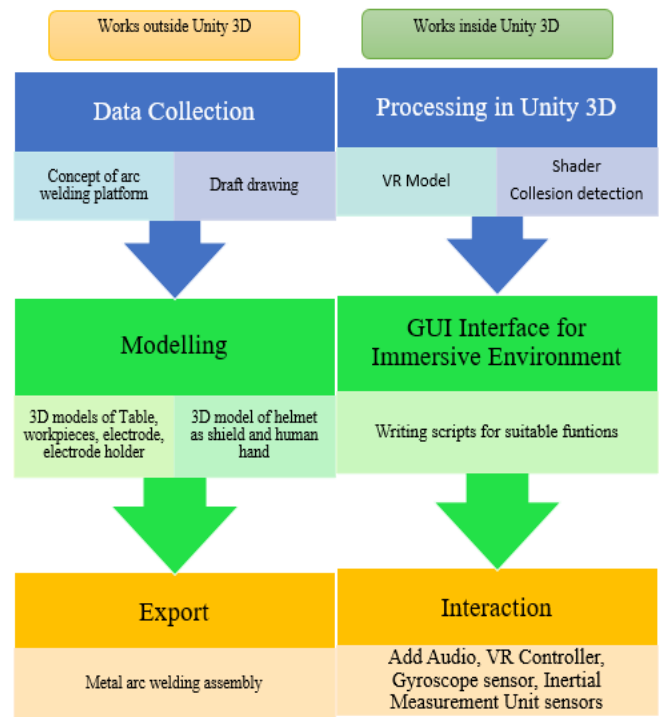 Works outside Unity 3D
Works inside Unity 3D
Data Collection
Concept of arc
welding platform
Draft drawing
Modelling
3D models of Table,
workpieces, electrode,
electrode holder
3D model of helmet
as shield and human
hand
Export
Metal arc welding assembly
Processing in Unity 3D
VR Model
Shader
Collesion detection
GUI Interface for
Immersive Environment
Writing scripts for suitable funtions
Interaction
Add Audio, VR Controller,
Gyroscope sensor, Inertial
Measurement Unit sensors